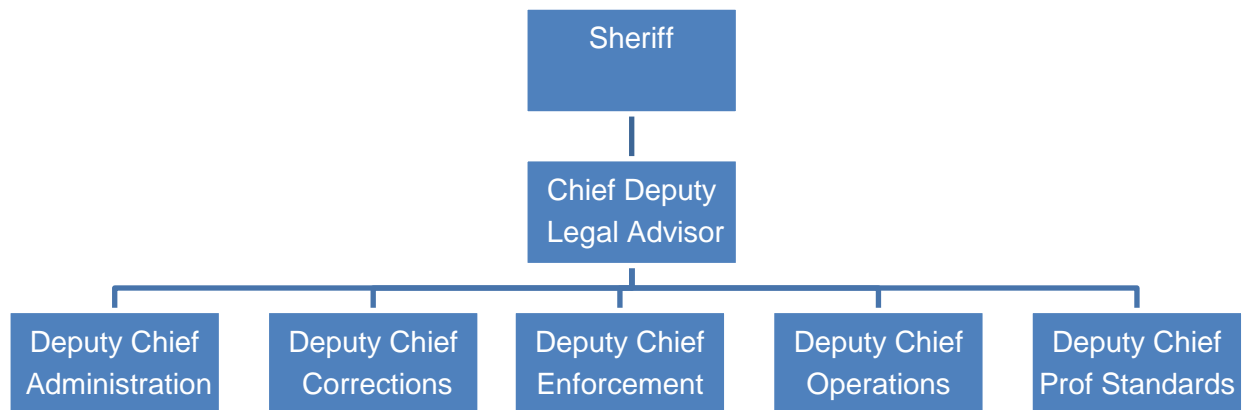 Sheriff
Chief Deputy
Legal Advisor
Deputy Chief
Administration
Deputy Chief
Corrections
Deputy Chief
Enforcement
Deputy Chief
Operations
Deputy Chief
Prof Standards